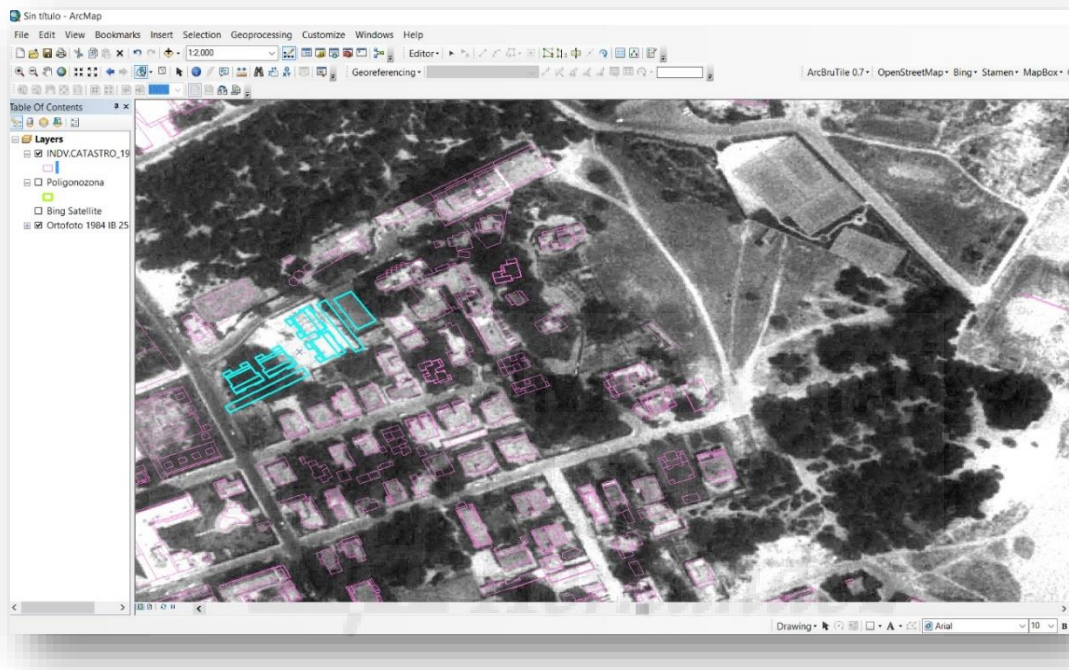 Sin título - ArcMap
File Edit View Bookmarks Insert Selection Geoprocessing Customize Windows Help
1:2.000 Editor
Georeferencing ArcBruTile 0.7 OpenStreetMap Bing Stamen MapBox
Table Of Contents
Layers
INDV.CATASTRO_19
Poligonozona
Bing Satellite
Ortofoto 1984 IB 25
Drawing A Arial 10 B